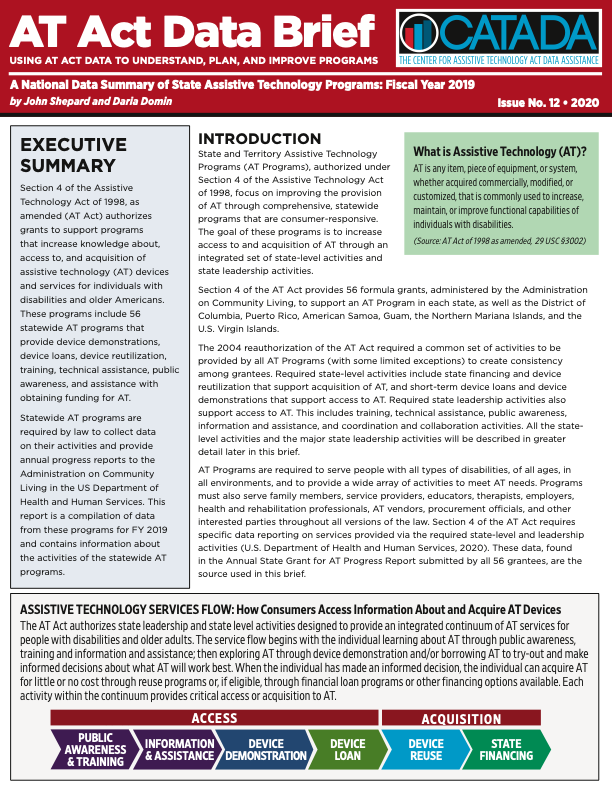 AT Act Data Brief
USING AT ACT DATA TO UNDERSTAND, PLAN, AND IMPROVE PROGRAMS
CATADA
THE CENTER FOR ASSISTIVE TECHNOLOGY ACT DATA ASSISTANCE
A National Data Summary of State Assistive Technology Programs: Fiscal Year 2019
by John Shepard and Daria Domin
Issue No. 12 • 2020
EXECUTIVE
SUMMARY
Section 4 of the Assistive
Technology Act of 1998, as
amended (AT Act) authorizes
grants to support programs
that increase knowledge about,
access to, and acquisition of
assistive technology (AT) devices
and services for individuals with
disabilities and older Americans.
These programs include 56
statewide AT programs that
provide device demonstrations,
device loans, device reutilization,
training, technical assistance, public
awareness, and assistance with
obtaining funding for AT.
Statewide AT programs are
required by law to collect data
on their activities and provide
annual progress reports to the
Administration on Community
Living in the US Department of
Health and Human Services. This
report is a compilation of data
from these programs for FY 2019
and contains information about
the activities of the statewide AT
programs.
INTRODUCTION
State and Territory Assistive Technology
Programs (AT Programs), authorized under
Section 4 of the Assistive Technology Act
of 1998, focus on improving the provision
of AT through comprehensive, statewide
programs that are consumer-responsive.
The goal of these programs is to increase
access to and acquisition of AT through an
integrated set of state-level activities and
state leadership activities.
What is Assistive Technology (AT)?
AT is any item, piece of equipment, or system,
whether acquired commercially, modified, or
customized, that is commonly used to increase,
maintain, or improve functional capabilities of
individuals with disabilities.
(Source: AT Act of 1998 as amended, 29 USC §3002)
Section 4 of the AT Act provides 56 formula grants, administered by the Administration
on Community Living, to support an AT Program in each state, as well as the District of
Columbia, Puerto Rico, American Samoa, Guam, the Northern Mariana Islands, and the
U.S. Virgin Islands.
The 2004 reauthorization of the AT Act required a common set of activities to be
provided by all AT Programs (with some limited exceptions) to create consistency
among grantees. Required state-level activities include state financing and device
reutilization that support acquisition of AT, and short-term device loans and device
demonstrations that support access to AT. Required state leadership activities also
support access to AT. This includes training, technical assistance, public awareness,
information and assistance, and coordination and collaboration activities. All the state-
level activities and the major state leadership activities will be described in greater
detail later in this brief.
AT Programs are required to serve people with all types of disabilities, of all ages, in
all environments, and to provide a wide array of activities to meet AT needs. Programs
must also serve family members, service providers, educators, therapists, employers,
health and rehabilitation professionals, AT vendors, procurement officials, and other
interested parties throughout all versions of the law. Section 4 of the AT Act requires
specific data reporting on services provided via the required state-level and leadership
activities (U.S. Department of Health and Human Services, 2020). These data, found
in the Annual State Grant for AT Progress Report submitted by all 56 grantees, are the
source used in this brief.
ASSISTIVE TECHNOLOGY SERVICES FLOW: How Consumers Access Information About and Acquire AT Devices
The AT Act authorizes state leadership and state level activities designed to provide an integrated continuum of AT services for
people with disabilities and older adults. The service flow begins with the individual learning about AT through public awareness,
training and information and assistance; then exploring AT through device demonstration and/or borrowing AT to try-out and make
informed decisions about what AT will work best. When the individual has made an informed decision, the individual can acquire AT
for little or no cost through reuse programs or, if eligible, through financial loan programs or other financing options available. Each
activity within the continuum provides critical access or acquisition to AT.
ACCESS
ACQUISITION
PUBLIC
AWARENESS
& TRAINING
INFORMATION
& ASSISTANCE
DEVICE
DEMONSTRATION
DEVICE
LOAN
DEVICE
REUSE
STATE
FINANCING